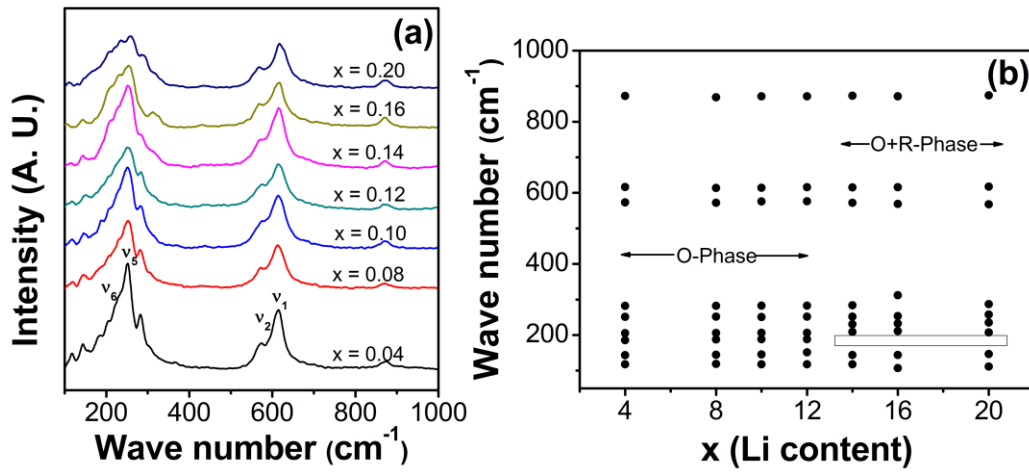 (a)
x = 0.20
x = 0.16
x = 0.14
x = 0.12
x = 0.10
x = 0.08
x = 0.04
ν5
ν6
ν1
ν2
Intensity (A. U.)
200 400 600 800 1000
Wave number (cm-1)
(b)
1000
800
600
400
200
O+R-Phase
O-Phase
Wave number (cm-1)
4 8 12 16 20
x (Li content)